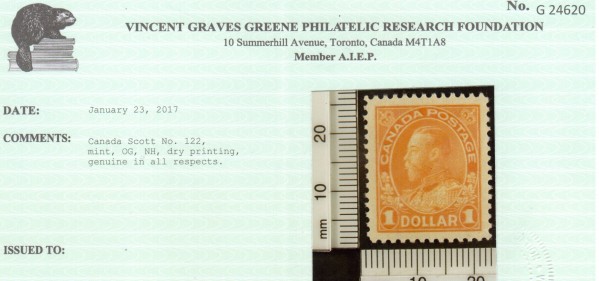 No. G 24620
VINCENT GRAVES GREENE PHILATELIC RESEARCH FOUNDATION
10 Summerhill Avenue, Toronto, Canada M4T1A8
Member A.I.E.P.
DATE: January 23, 2017
COMMENTS: Canada Scott No. 122,
mint, OG, NH, dry printing,
genuine in all respects.
ISSUED TO:
20
10
mm
CANADA POSTAGE
1 DOLLAR 1
10 20